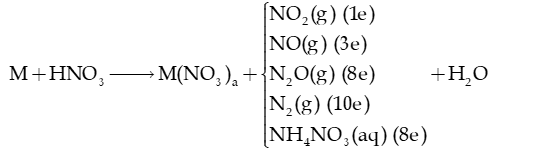 NO₂(g) (1e)
NO(g) (3e)
M+HNO₃ ⟶ M(NO₃)ₐ + { N₂O(g) (8e) +H₂O
N₂(g) (10e)
NH₄NO₃(aq) (8e)